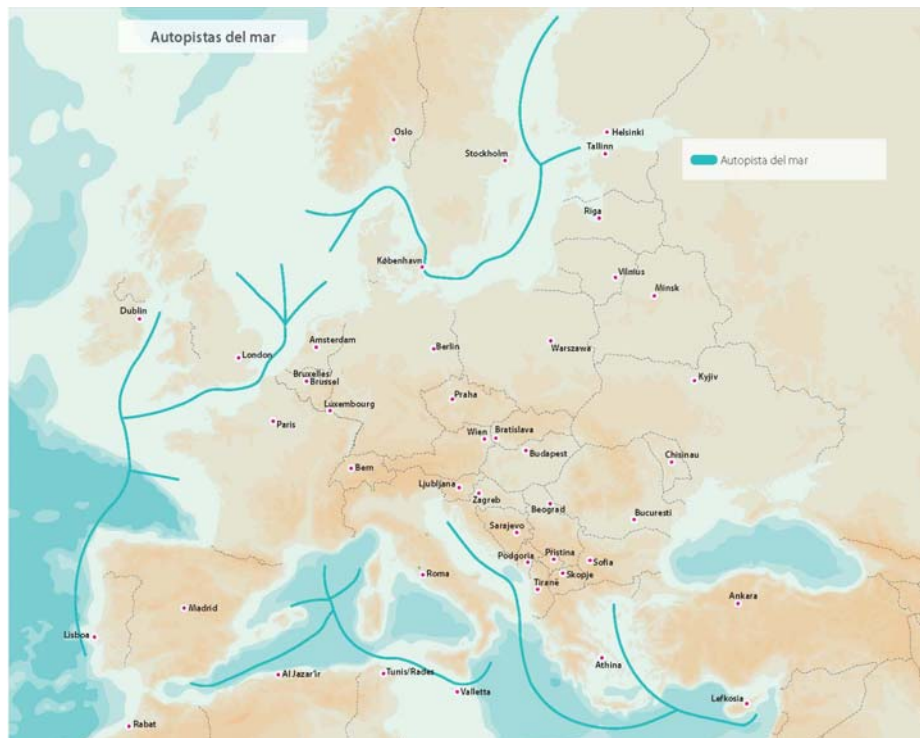 Autopistas del mar
Oslo
Helsinki
Stockholm
Tallinn
Autopista del mar
Riga
København
Vilnius
Minsk
Dublin
Amsterdam
London
Berlin
Warszawa
Bruxelles/
Brussel
Kyjiv
Praha
Luxembourg
Paris
Wien
Bratislava
Budapest
Chisinau
Bern
Ljubljana
Zagreb
Beograd
Bucuresti
Sarajevo
Podgoria
Pristina
Sofia
Roma
Skopje
Tiranë
Ankara
Madrid
Lisboa
Al Jazar'ir
Tunis/Rades
Athina
Valletta
Lefkosia
Rabat